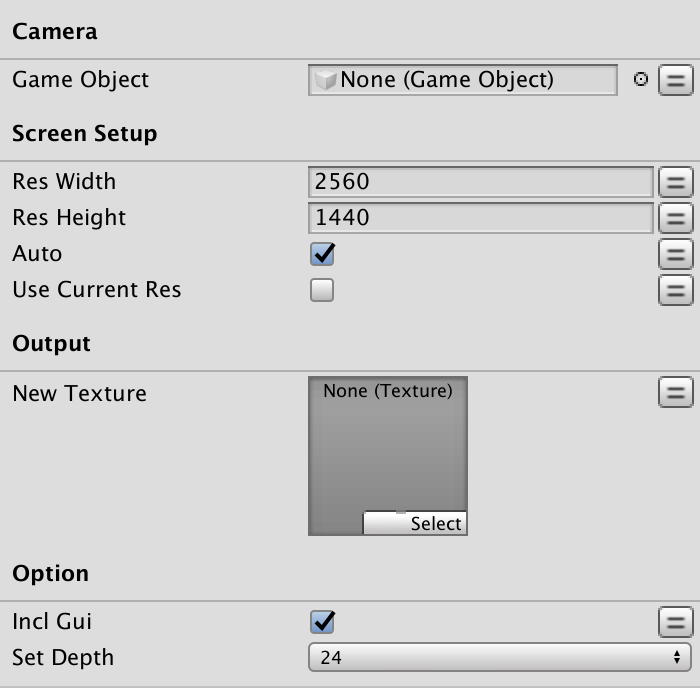 Camera
Game Object None (Game Object)
Screen Setup
Res Width 2560
Res Height 1440
Auto
Use Current Res
Output
New Texture None (Texture)
Select
Option
Incl Gui
Set Depth 24